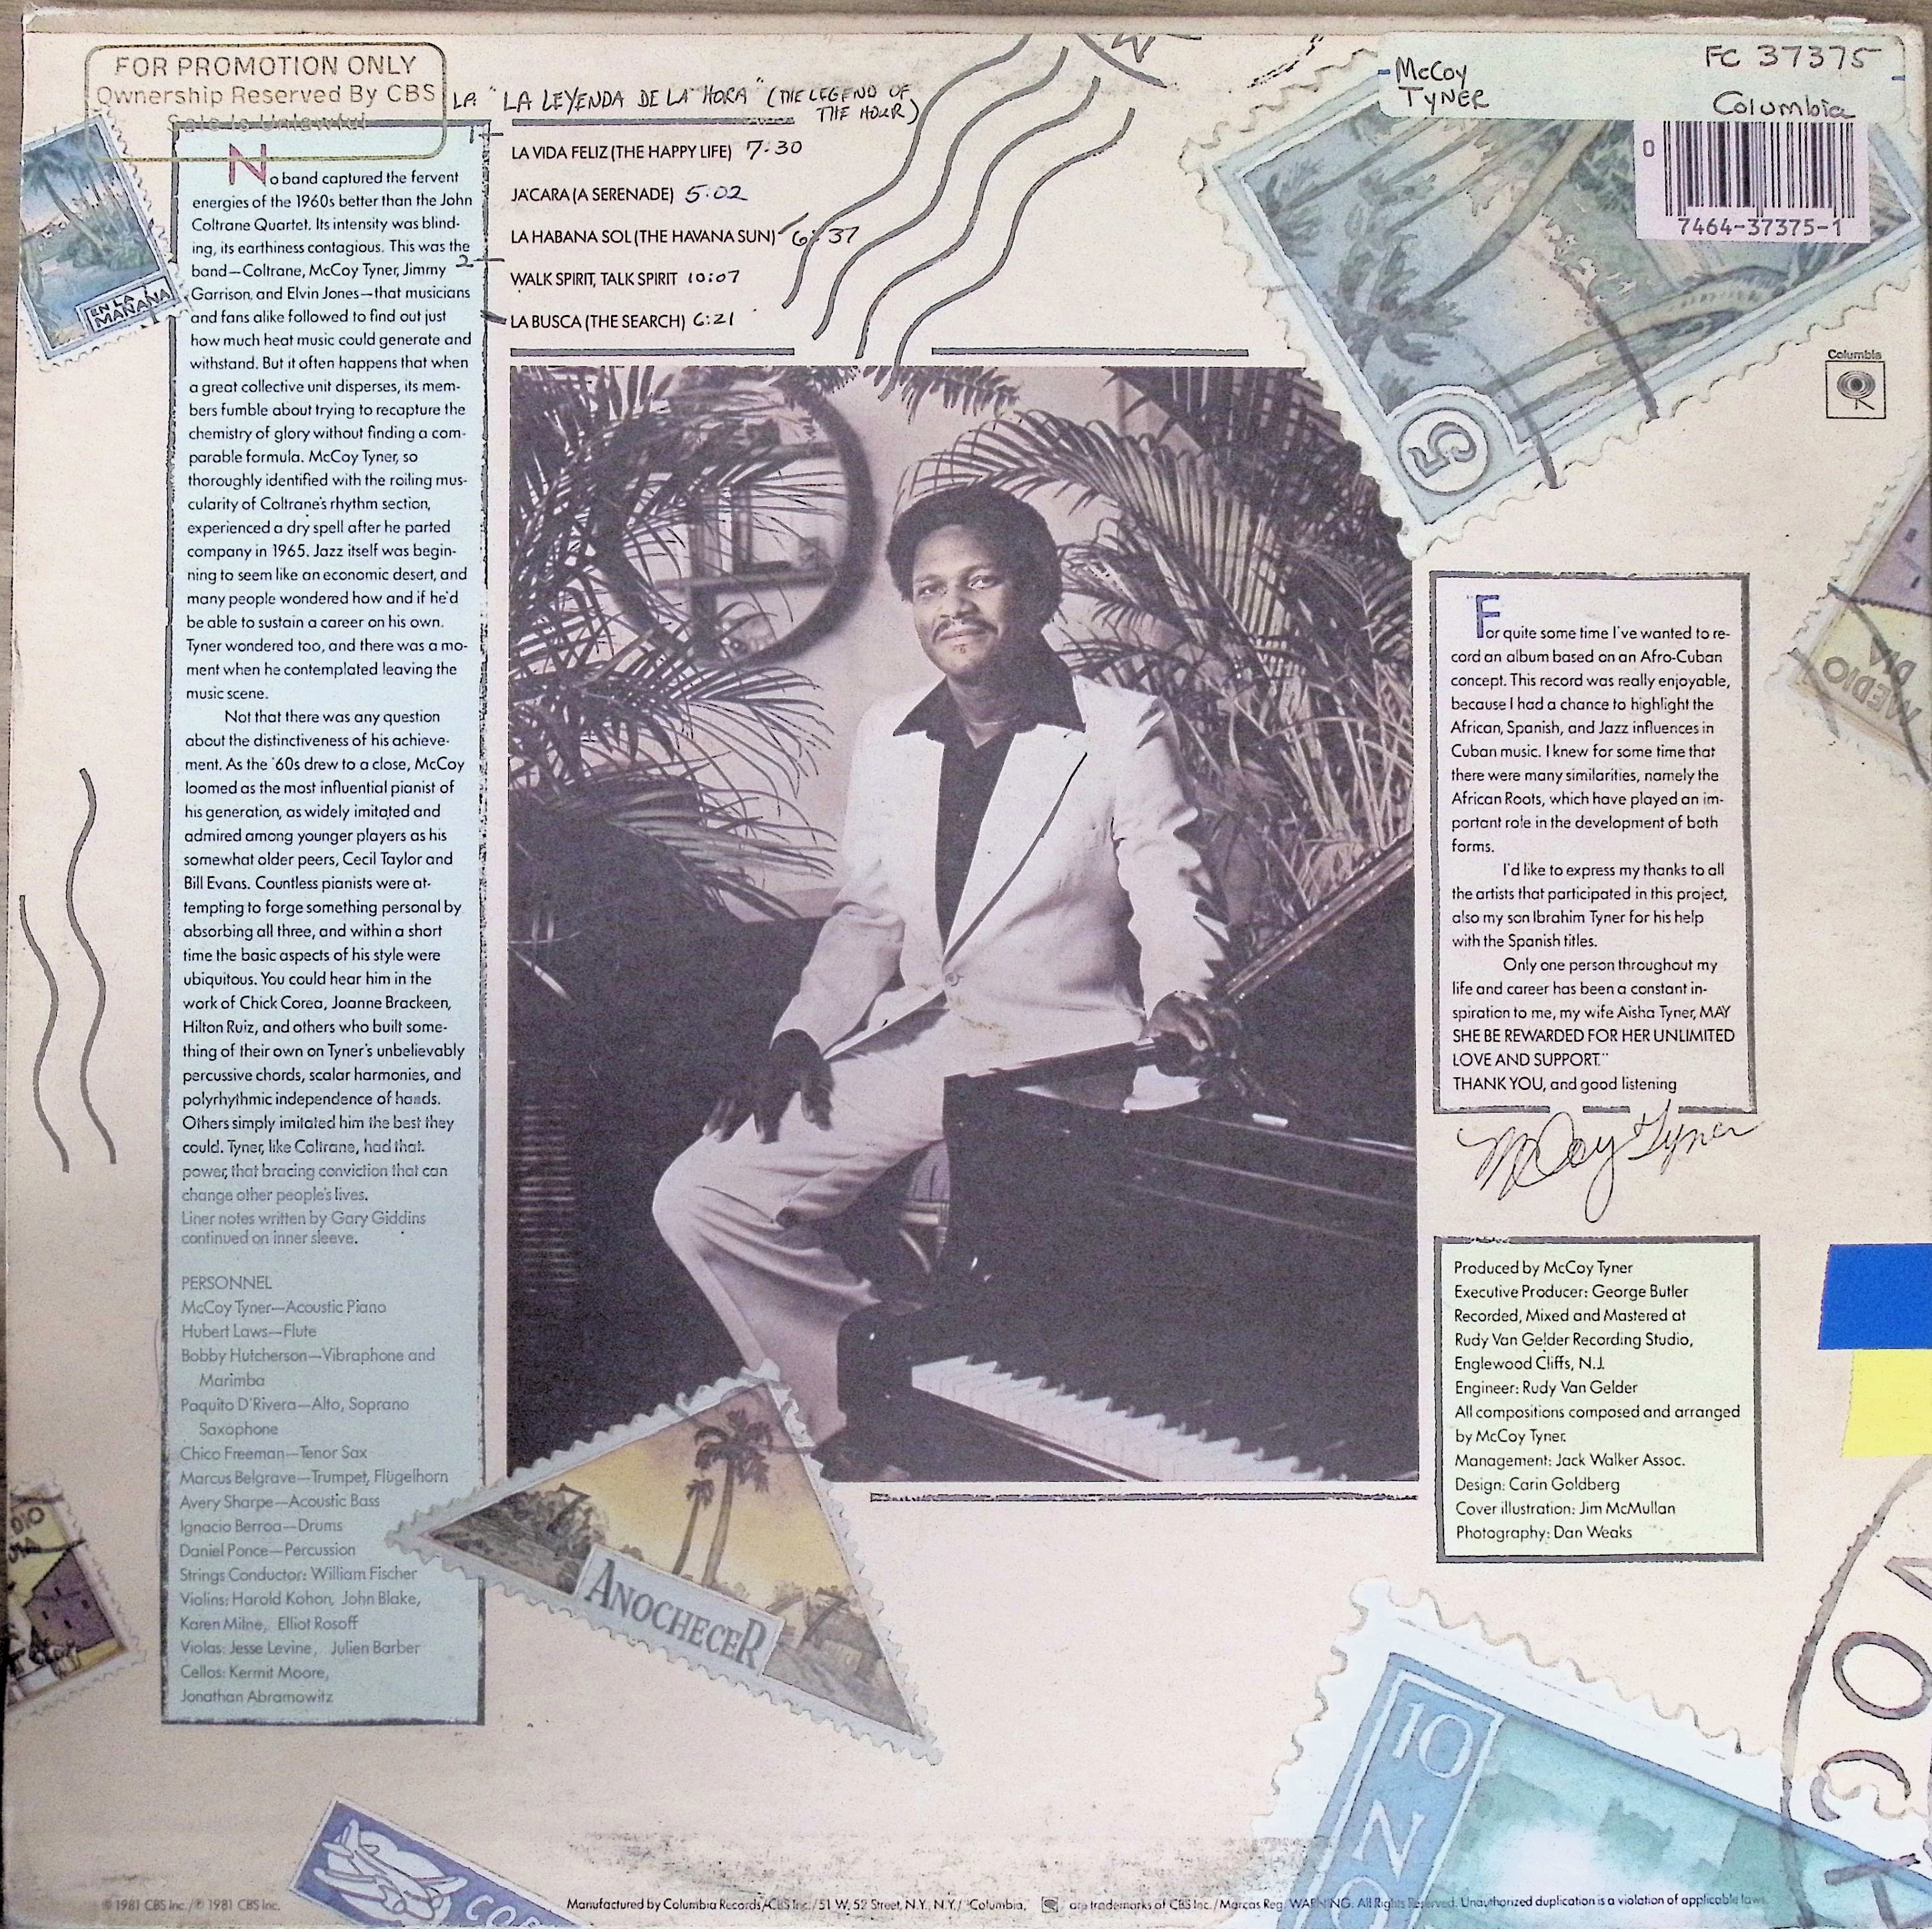 FOR PROMOTION ONLY
Ownership Reserved By CBS
Sale Is Unlawful
LP. "LA LEYENDA DE LA HORA" (THE LEGEND OF
THE HOUR)
McCoy
TYNER
FC 37375
Columbia
0
7464-37375-1
1
LA VIDA FELIZ (THE HAPPY LIFE) 7:30
JA'CARA (A SERENADE) 5:02
LA HABANA SOL (THE HAVANA SUN) 6:37
2
WALK SPIRIT, TALK SPIRIT 10:07
LA BUSCA (THE SEARCH) 6:21
EN LA
MAÑANA
No band captured the fervent
energies of the 1960s better than the John
Coltrane Quartet. Its intensity was blind-
ing, its earthiness contagious. This was the
band—Coltrane, McCoy Tyner, Jimmy
Garrison, and Elvin Jones—that musicians
and fans alike followed to find out just
how much heat music could generate and
withstand. But it often happens that when
a great collective unit disperses, its mem-
bers fumble about trying to recapture the
chemistry of glory without finding a com-
parable formula. McCoy Tyner, so
thoroughly identified with the roiling mus-
cularity of Coltrane's rhythm section,
experienced a dry spell after he parted
company in 1965. Jazz itself was begin-
ning to seem like an economic desert, and
many people wondered how and if he'd
be able to sustain a career on his own.
Tyner wondered too, and there was a mo-
ment when he contemplated leaving the
music scene.
Not that there was any question
about the distinctiveness of his achieve-
ment. As the '60s drew to a close, McCoy
loomed as the most influential pianist of
his generation, as widely imitated and
admired among younger players as his
somewhat older peers, Cecil Taylor and
Bill Evans. Countless pianists were at-
tempting to forge something personal by
absorbing all three, and within a short
time the basic aspects of his style were
ubiquitous. You could hear him in the
work of Chick Corea, Joanne Brackeen,
Hilton Ruiz, and others who built some-
thing of their own on Tyner's unbelievably
percussive chords, scalar harmonies, and
polyrhythmic independence of hands.
Others simply imitated him the best they
could. Tyner, like Coltrane, had that
power, that bracing conviction that can
change other people's lives.
Liner notes written by Gary Giddins
continued on inner sleeve.
PERSONNEL
McCoy Tyner—Acoustic Piano
Hubert Laws—Flute
Bobby Hutcherson—Vibraphone and
Marimba
Paquito D'Rivera—Alto, Soprano
Saxophone
Chico Freeman—Tenor Sax
Marcus Belgrave—Trumpet, Flügelhorn
Avery Sharpe—Acoustic Bass
Ignacio Berroa—Drums
Daniel Ponce—Percussion
Strings Conductor: William Fischer
Violins: Harold Kohon, John Blake,
Karen Milne, Elliot Rosoff
Violas: Jesse Levine, Julien Barber
Cellos: Kermit Moore,
Jonathan Abramowitz
5
Columbia
MEDIO
DIA
"For quite some time I've wanted to re-
cord an album based on an Afro-Cuban
concept. This record was really enjoyable,
because I had a chance to highlight the
African, Spanish, and Jazz influences in
Cuban music. I knew for some time that
there were many similarities, namely the
African Roots, which have played an im-
portant role in the development of both
forms.
I'd like to express my thanks to all
the artists that participated in this project,
also my son Ibrahim Tyner for his help
with the Spanish titles.
Only one person throughout my
life and career has been a constant in-
spiration to me, my wife Aisha Tyner, MAY
SHE BE REWARDED FOR HER UNLIMITED
LOVE AND SUPPORT."
THANK YOU, and good listening
McCoy Tyner
Produced by McCoy Tyner
Executive Producer: George Butler
Recorded, Mixed and Mastered at
Rudy Van Gelder Recording Studio,
Englewood Cliffs, N.J.
Engineer: Rudy Van Gelder
All compositions composed and arranged
by McCoy Tyner.
Management: Jack Walker Assoc.
Design: Carin Goldberg
Cover illustration: Jim McMullan
Photography: Dan Weaks
7
ANOCHECER
7
10
© 1981 CBS Inc./℗ 1981 CBS Inc.
Manufactured by Columbia Records/CBS Inc./51 W. 52 Street, N.Y., N.Y./"Columbia, are trademarks of CBS Inc./Marcas Reg. WARNING: All Rights Reserved. Unauthorized duplication is a violation of applicable laws.